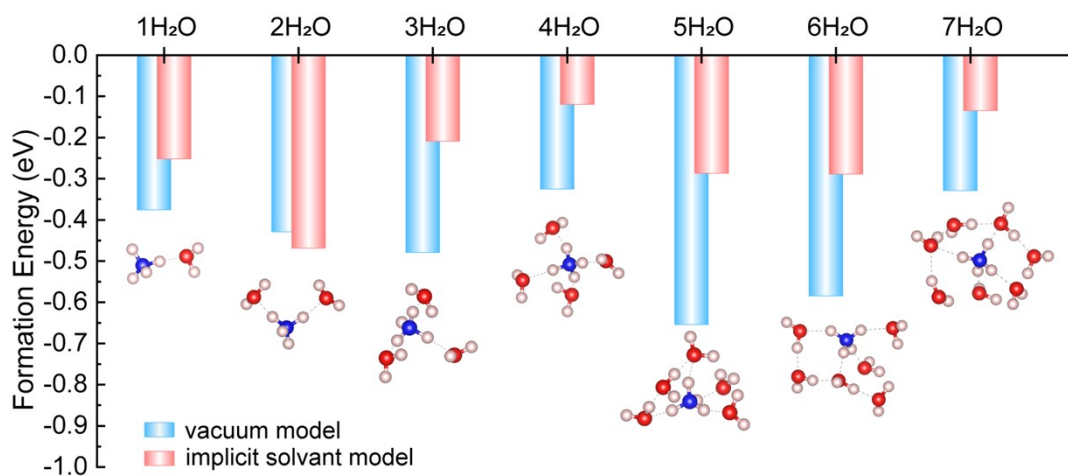 1H₂O 2H₂O 3H₂O 4H₂O 5H₂O 6H₂O 7H₂O
0.0
-0.1
-0.2
-0.3
-0.4
-0.5
-0.6
-0.7
-0.8
-0.9
-1.0
Formation Energy (eV)
vacuum model
implicit solvant model